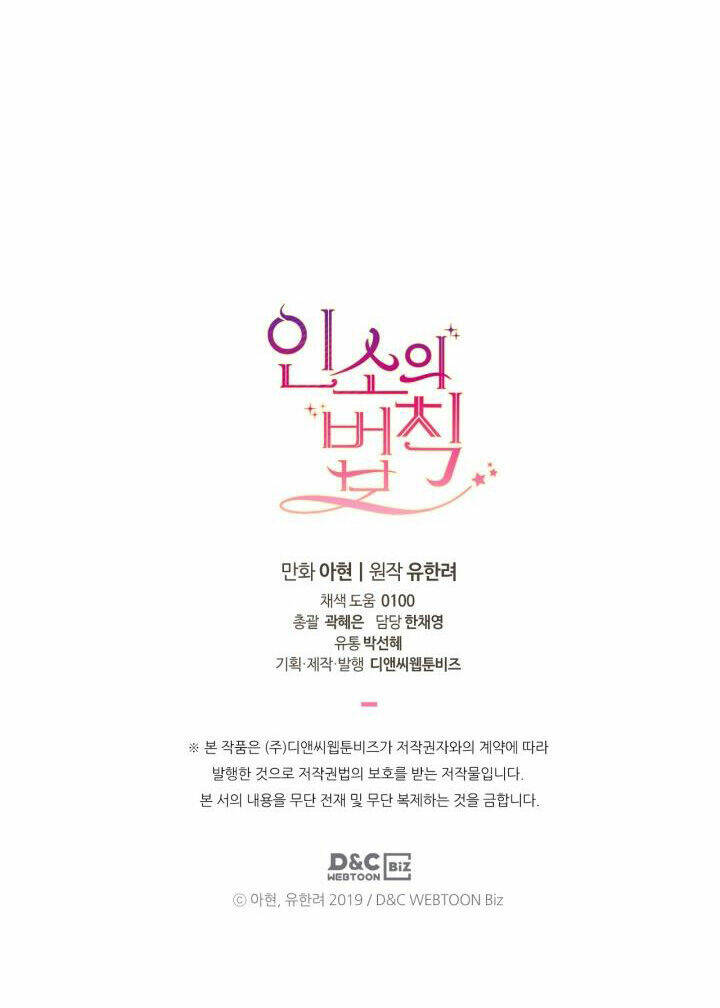 인소의
법칙
만화 아현 | 원작 유한려
채색 도움 0100
총괄 곽혜은 담당 한채영
유통 박선혜
기획·제작·발행 디앤씨웹툰비즈
※ 본 작품은 (주)디앤씨웹툰비즈가 저작권자와의 계약에 따라
발행한 것으로 저작권법의 보호를 받는 저작물입니다.
본 서의 내용을 무단 전재 및 무단 복제하는 것을 금합니다.
D&C BiZ
WEBTOON
ⓒ 아현, 유한려 2019 / D&C WEBTOON Biz